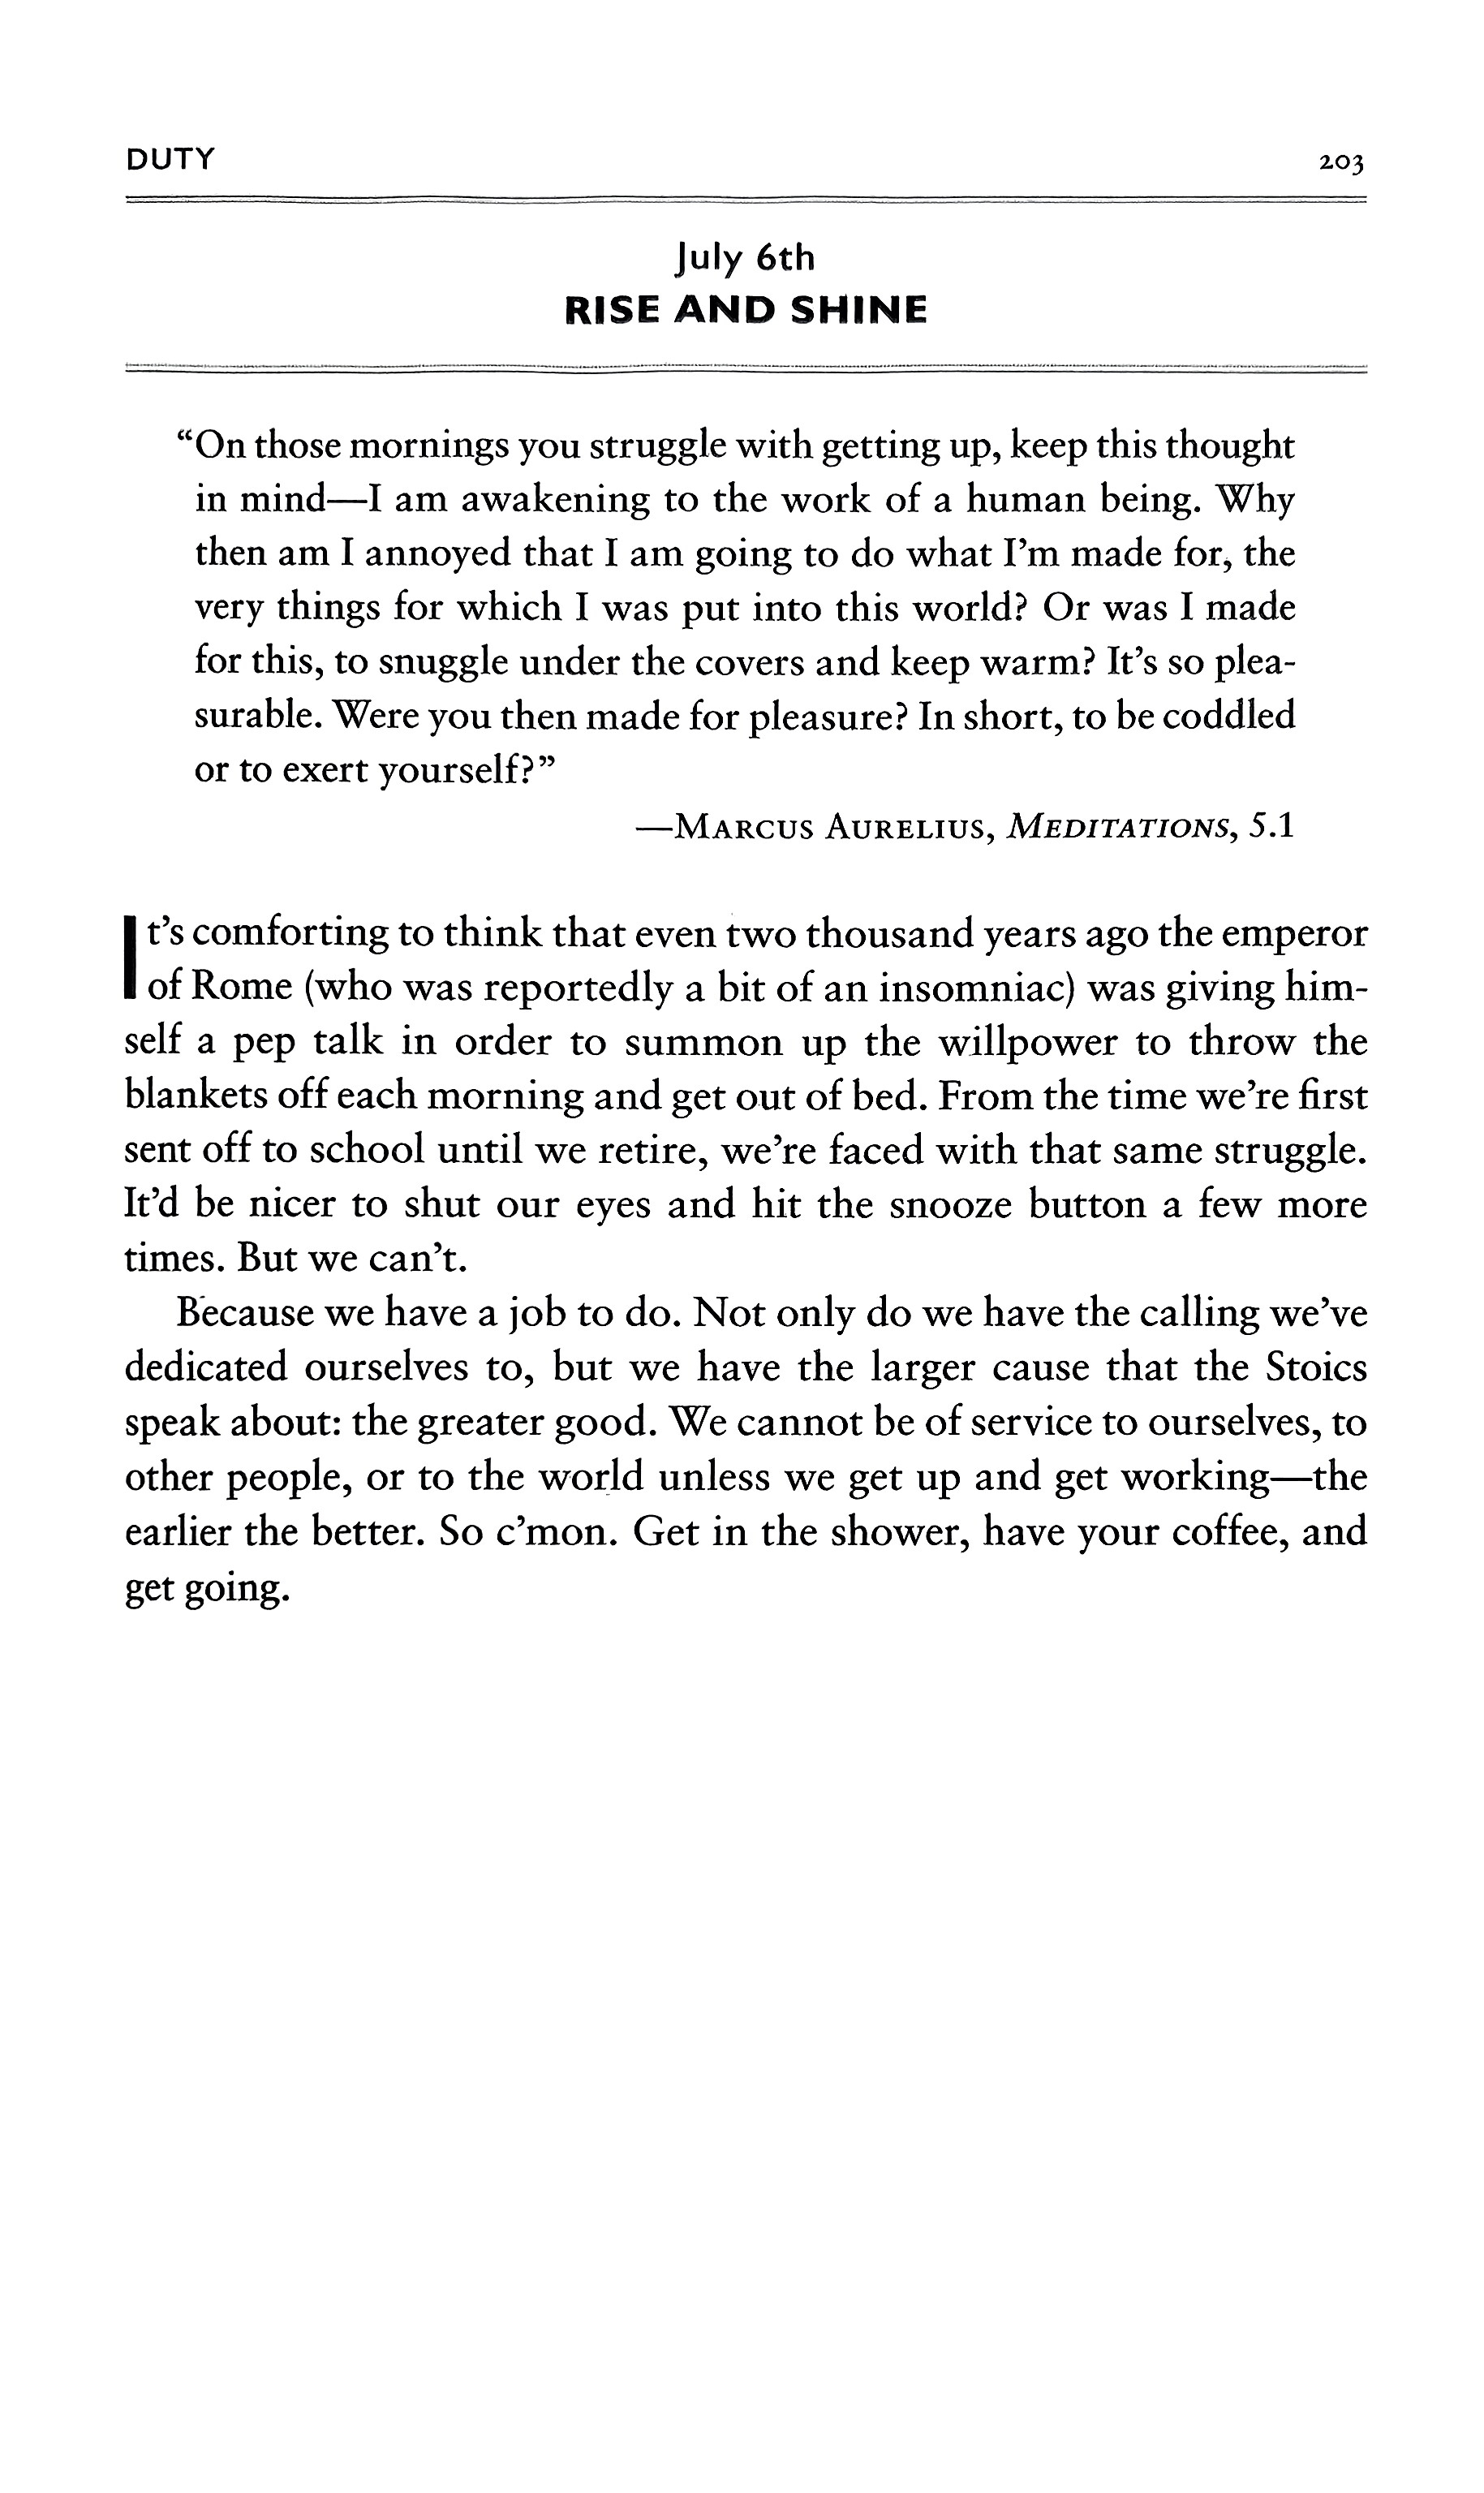 DUTY 203
July 6th
RISE AND SHINE
“On those mornings you struggle with getting up, keep this thought
in mind—I am awakening to the work of a human being. Why
then am I annoyed that I am going to do what I’m made for, the
very things for which I was put into this world? Or was I made
for this, to snuggle under the covers and keep warm? It’s so plea-
surable. Were you then made for pleasure? In short, to be coddled
or to exert yourself?”
—MARCUS AURELIUS, MEDITATIONS, 5.1
It’s comforting to think that even two thousand years ago the emperor
of Rome (who was reportedly a bit of an insomniac) was giving him-
self a pep talk in order to summon up the willpower to throw the
blankets off each morning and get out of bed. From the time we’re first
sent off to school until we retire, we’re faced with that same struggle.
It’d be nicer to shut our eyes and hit the snooze button a few more
times. But we can’t.
Because we have a job to do. Not only do we have the calling we’ve
dedicated ourselves to, but we have the larger cause that the Stoics
speak about: the greater good. We cannot be of service to ourselves, to
other people, or to the world unless we get up and get working—the
earlier the better. So c’mon. Get in the shower, have your coffee, and
get going.